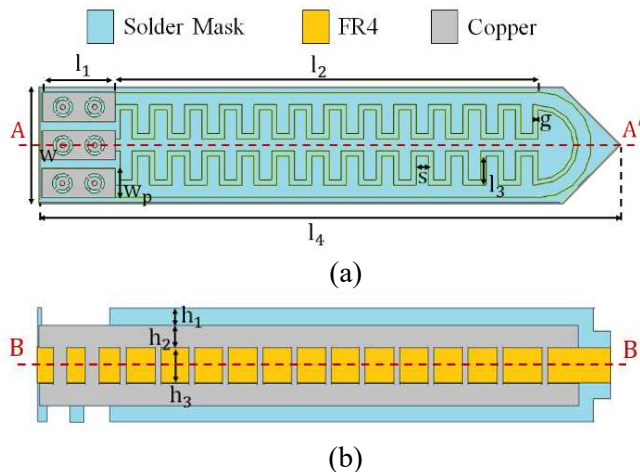 Solder Mask FR4 Copper
l₁ l₂
A W wₚ s l₃ g A'
l₄
(a)
h₁
h₂
B h₃ B'
(b)